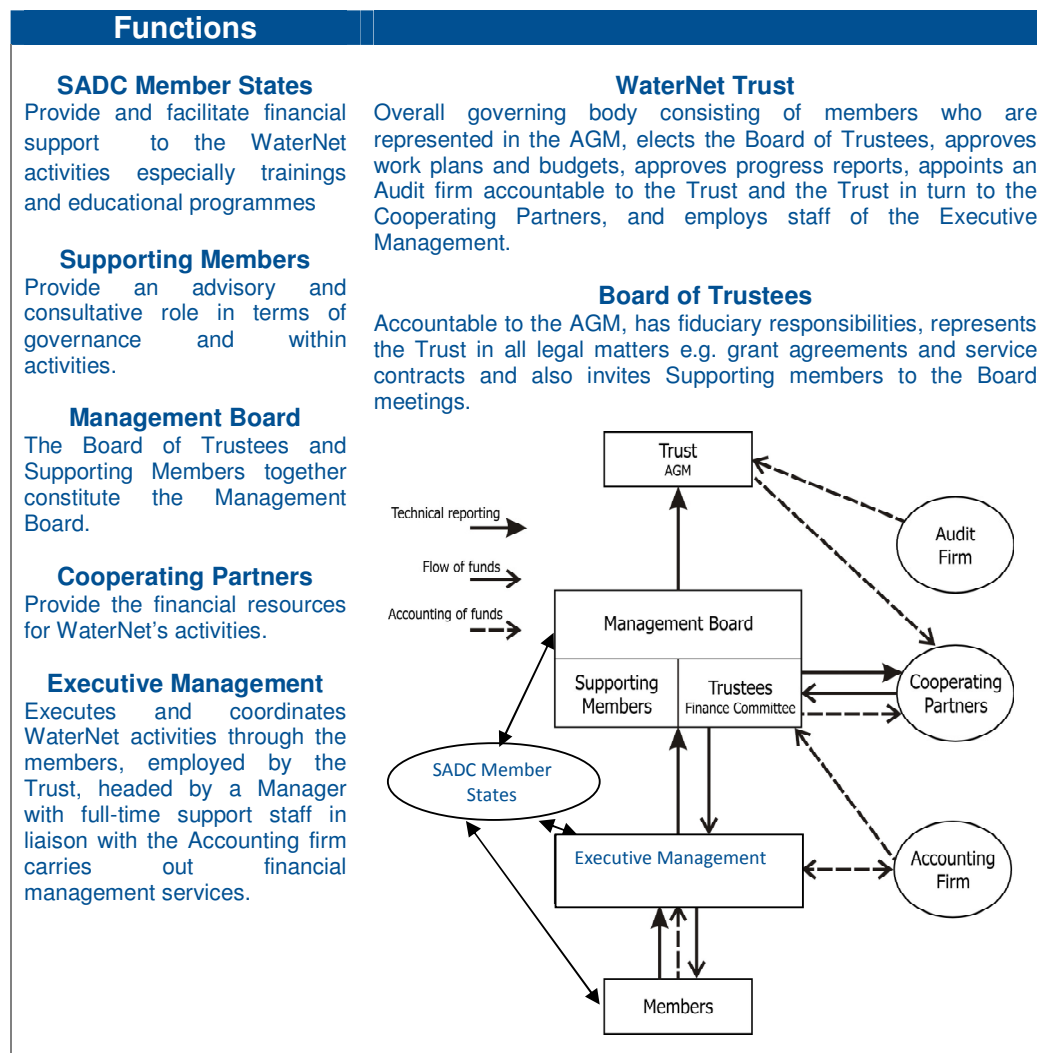 Functions
SADC Member States
Provide and facilitate financial
support to the WaterNet
activities especially trainings
and educational programmes
Supporting Members
Provide an advisory and
consultative role in terms of
governance and within
activities.
Management Board
The Board of Trustees and
Supporting Members together
constitute the Management
Board.
Cooperating Partners
Provide the financial resources
for WaterNet's activities.
Executive Management
Executes and coordinates
WaterNet activities through the
members, employed by the
Trust, headed by a Manager
with full-time support staff in
liaison with the Accounting firm
carries out financial
management services.
WaterNet Trust
Overall governing body consisting of members who are
represented in the AGM, elects the Board of Trustees, approves
work plans and budgets, approves progress reports, appoints an
Audit firm accountable to the Trust and the Trust in turn to the
Cooperating Partners, and employs staff of the Executive
Management.
Board of Trustees
Accountable to the AGM, has fiduciary responsibilities, represents
the Trust in all legal matters e.g. grant agreements and service
contracts and also invites Supporting members to the Board
meetings.
Trust
AGM
Technical reporting
Flow of funds
Accounting of funds
Audit
Firm
Management Board
Supporting
Members
Trustees
Finance Committee
Cooperating
Partners
SADC Member
States
Executive Management
Accounting
Firm
Members